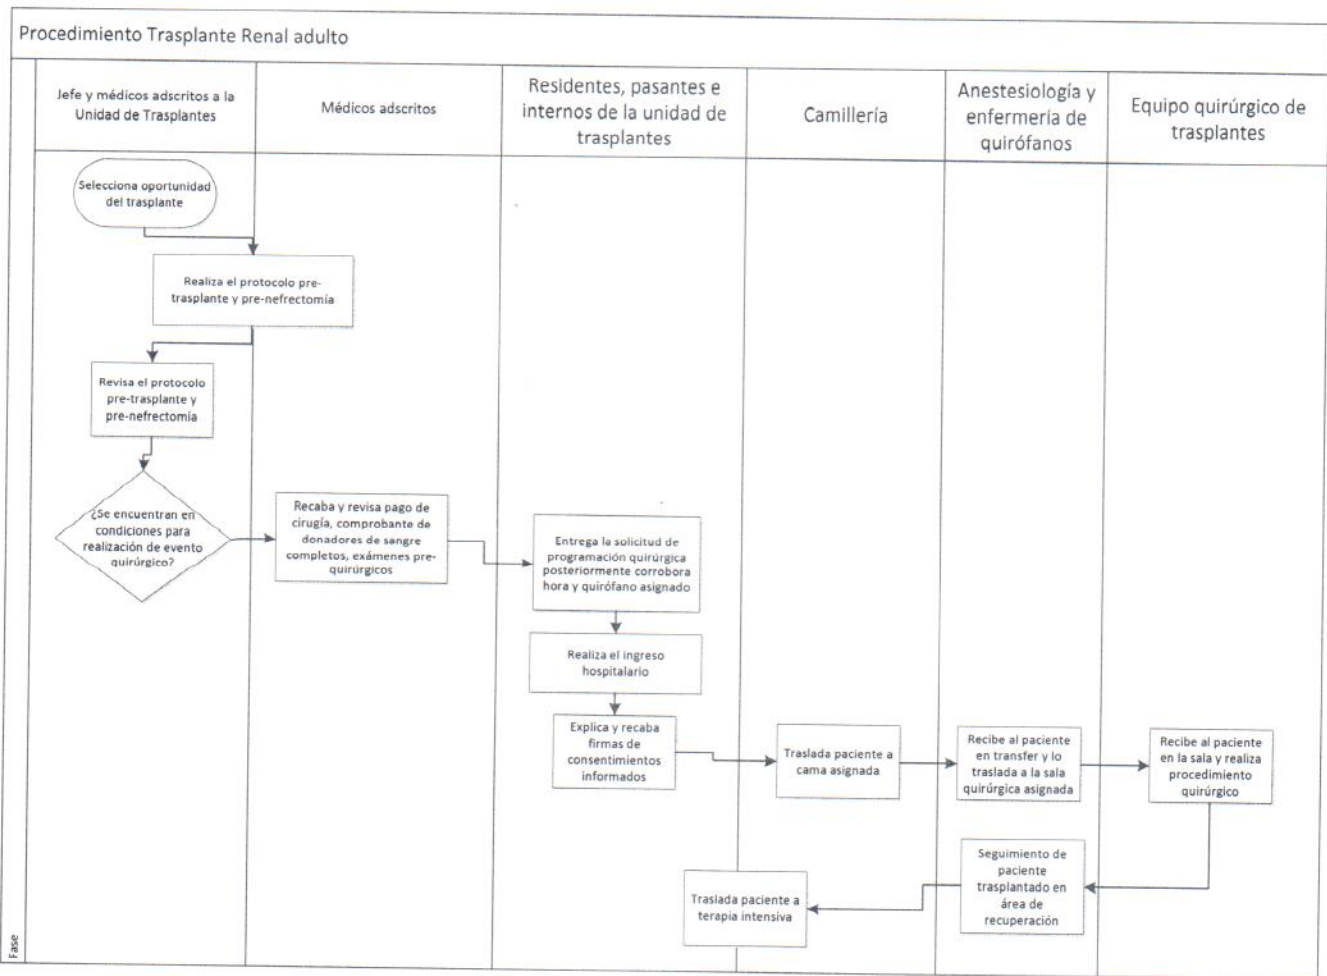 Procedimiento Trasplante Renal adulto
Jefe y médicos adscritos a la
Unidad de Trasplantes
Médicos adscritos
Residentes, pasantes e
internos de la unidad de
trasplantes
Camillería
Anestesiología y
enfermería de
quirófanos
Equipo quirúrgico de
trasplantes
Selecciona oportunidad
del trasplante
Realiza el protocolo pre-
trasplante y pre-nefrectomía
Revisa el protocolo
pre-trasplante y
pre-nefrectomía
¿Se encuentran en
condiciones para
realización de evento
quirúrgico?
Recaba y revisa pago de
cirugía, comprobante de
donadores de sangre
completos, exámenes pre-
quirúrgicos
Entrega la solicitud de
programación quirúrgica
posteriormente corrobora
hora y quirófano asignado
Realiza el ingreso
hospitalario
Explica y recaba
firmas de
consentimientos
informados
Traslada paciente a
cama asignada
Recibe al paciente
en transfer y lo
traslada a la sala
quirúrgica asignada
Recibe al paciente
en la sala y realiza
procedimiento
quirúrgico
Seguimiento de
paciente
trasplantado en
área de
recuperación
Traslada paciente a
terapia intensiva
Fase